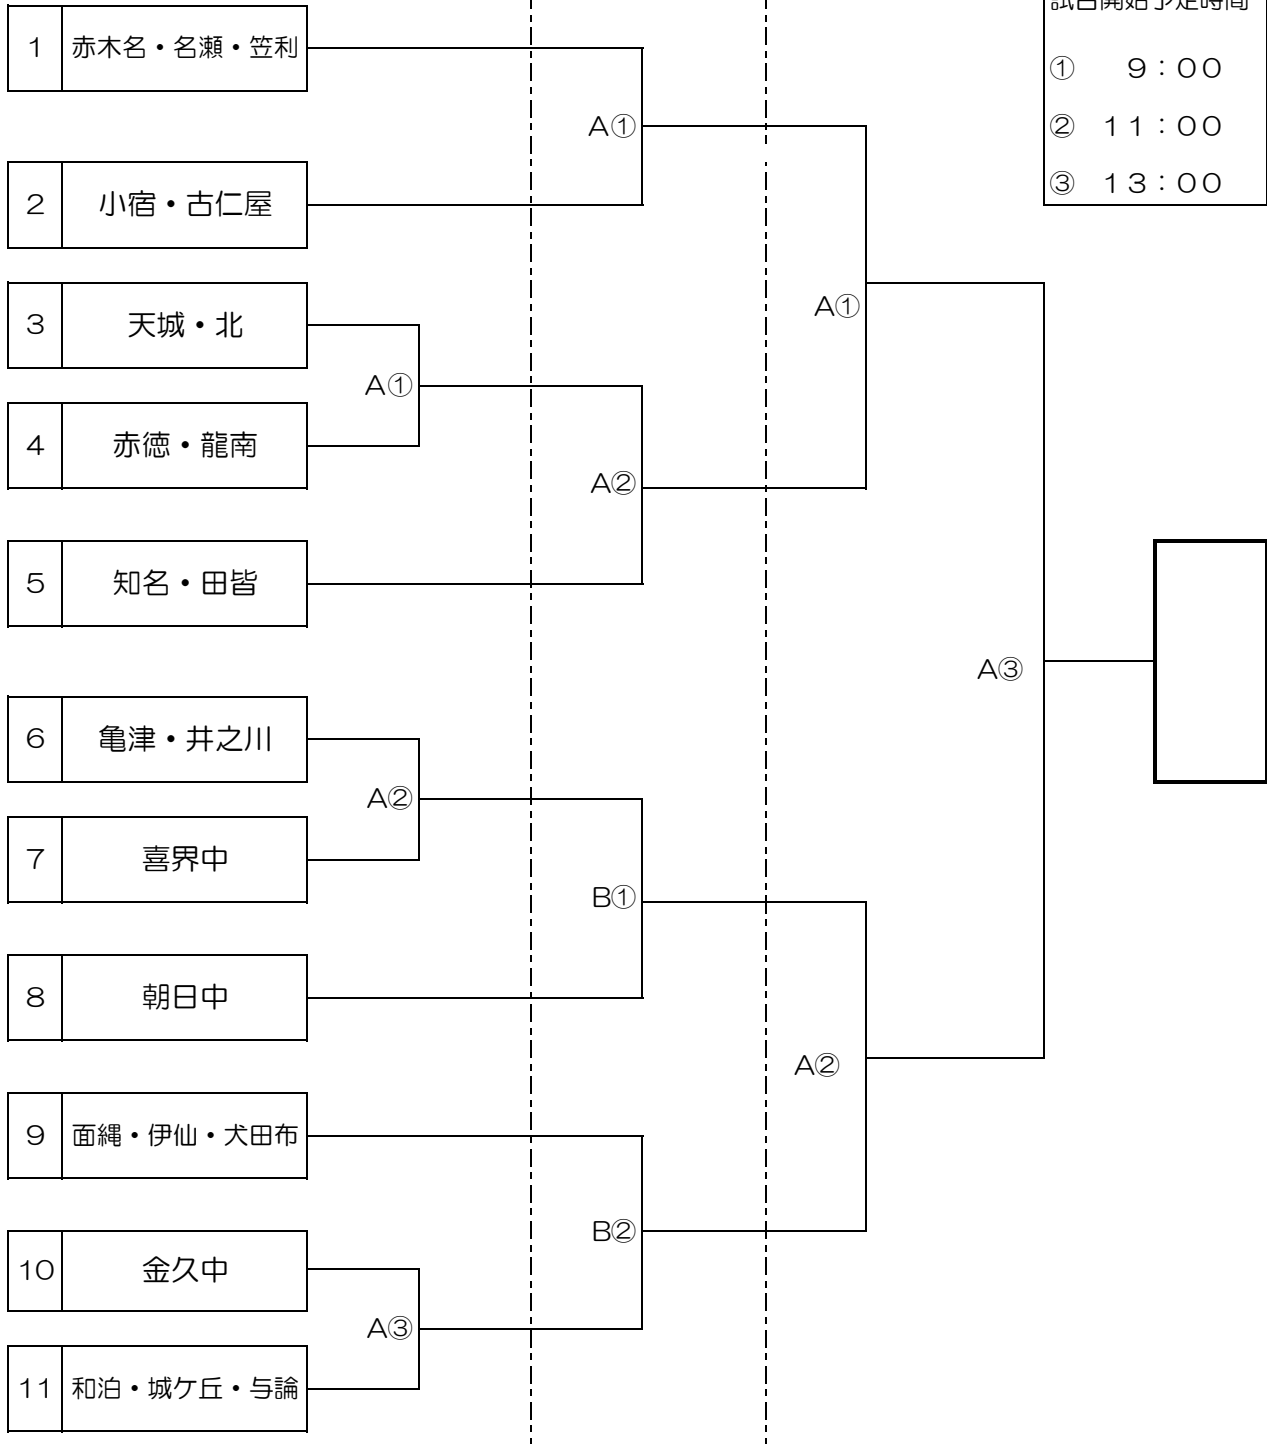 試合開始予定時間
① 9：00
② 11：00
③ 13：00
1 赤木名・名瀬・笠利
A①
2 小宿・古仁屋
3 天城・北
A①
A①
4 赤徳・龍南
A②
5 知名・田皆
A③
6 亀津・井之川
A②
7 喜界中
B①
8 朝日中
A②
9 面縄・伊仙・犬田布
B②
10 金久中
A③
11 和泊・城ケ丘・与論